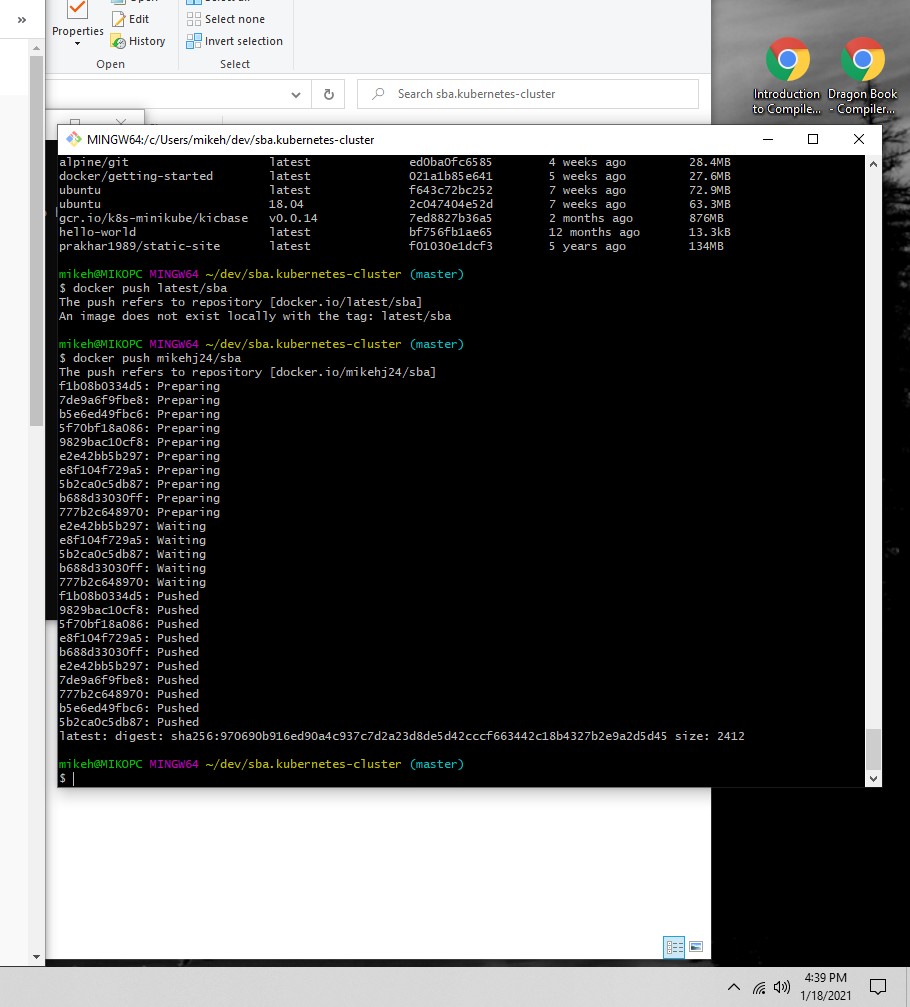 »
Properties
Open
Edit
History
Open
Select none
Invert selection
Select
Search sba.kubernetes-cluster
Introduction to Compile...
Dragon Book - Compiler...
MINGW64:/c/Users/mikeh/dev/sba.kubernetes-cluster
alpine/git latest ed0ba0fc6585 4 weeks ago 28.4MB
docker/getting-started latest 021a1b85e641 5 weeks ago 27.6MB
ubuntu latest f643c72bc252 7 weeks ago 72.9MB
ubuntu 18.04 2c047404e52d 7 weeks ago 63.3MB
gcr.io/k8s-minikube/kicbase v0.0.14 7ed8827b36a5 2 months ago 876MB
hello-world latest bf756fb1ae65 12 months ago 13.3kB
prakhar1989/static-site latest f01030e1dcf3 5 years ago 134MB
mikeh@MIKOPC MINGW64 ~/dev/sba.kubernetes-cluster (master)
$ docker push latest/sba
The push refers to repository [docker.io/latest/sba]
An image does not exist locally with the tag: latest/sba
mikeh@MIKOPC MINGW64 ~/dev/sba.kubernetes-cluster (master)
$ docker push mikehj24/sba
The push refers to repository [docker.io/mikehj24/sba]
f1b08b0334d5: Preparing
7de9a6f9fbe8: Preparing
b5e6ed49fbc6: Preparing
5f70bf18a086: Preparing
9829bac10cf8: Preparing
e2e42bb5b297: Preparing
e8f104f729a5: Preparing
5b2ca0c5db87: Preparing
b688d33030ff: Preparing
777b2c648970: Preparing
e2e42bb5b297: Waiting
e8f104f729a5: Waiting
5b2ca0c5db87: Waiting
b688d33030ff: Waiting
777b2c648970: Waiting
f1b08b0334d5: Pushed
9829bac10cf8: Pushed
5f70bf18a086: Pushed
e8f104f729a5: Pushed
b688d33030ff: Pushed
e2e42bb5b297: Pushed
7de9a6f9fbe8: Pushed
777b2c648970: Pushed
b5e6ed49fbc6: Pushed
5b2ca0c5db87: Pushed
latest: digest: sha256:970690b916ed90a4c937c7d2a23d8de5d42cccf663442c18b4327b2e9a2d5d45 size: 2412
mikeh@MIKOPC MINGW64 ~/dev/sba.kubernetes-cluster (master)
$
4:39 PM
1/18/2021